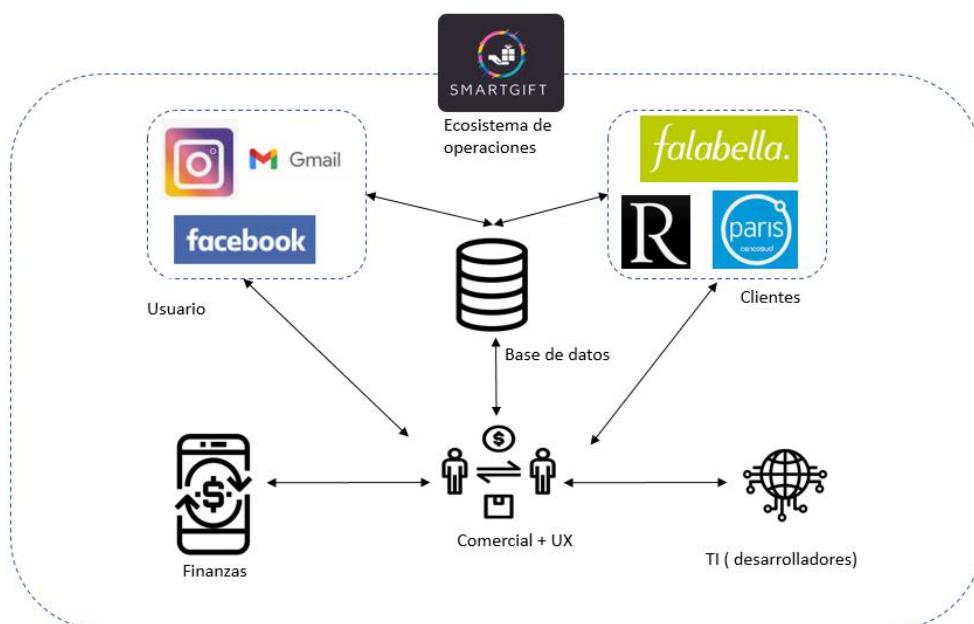 SMARTGIFT
Ecosistema de
operaciones
Gmail
facebook
Usuario
falabella.
R
paris
cencosud
Clientes
Base de datos
$
$
Finanzas
Comercial + UX
TI ( desarrolladores)